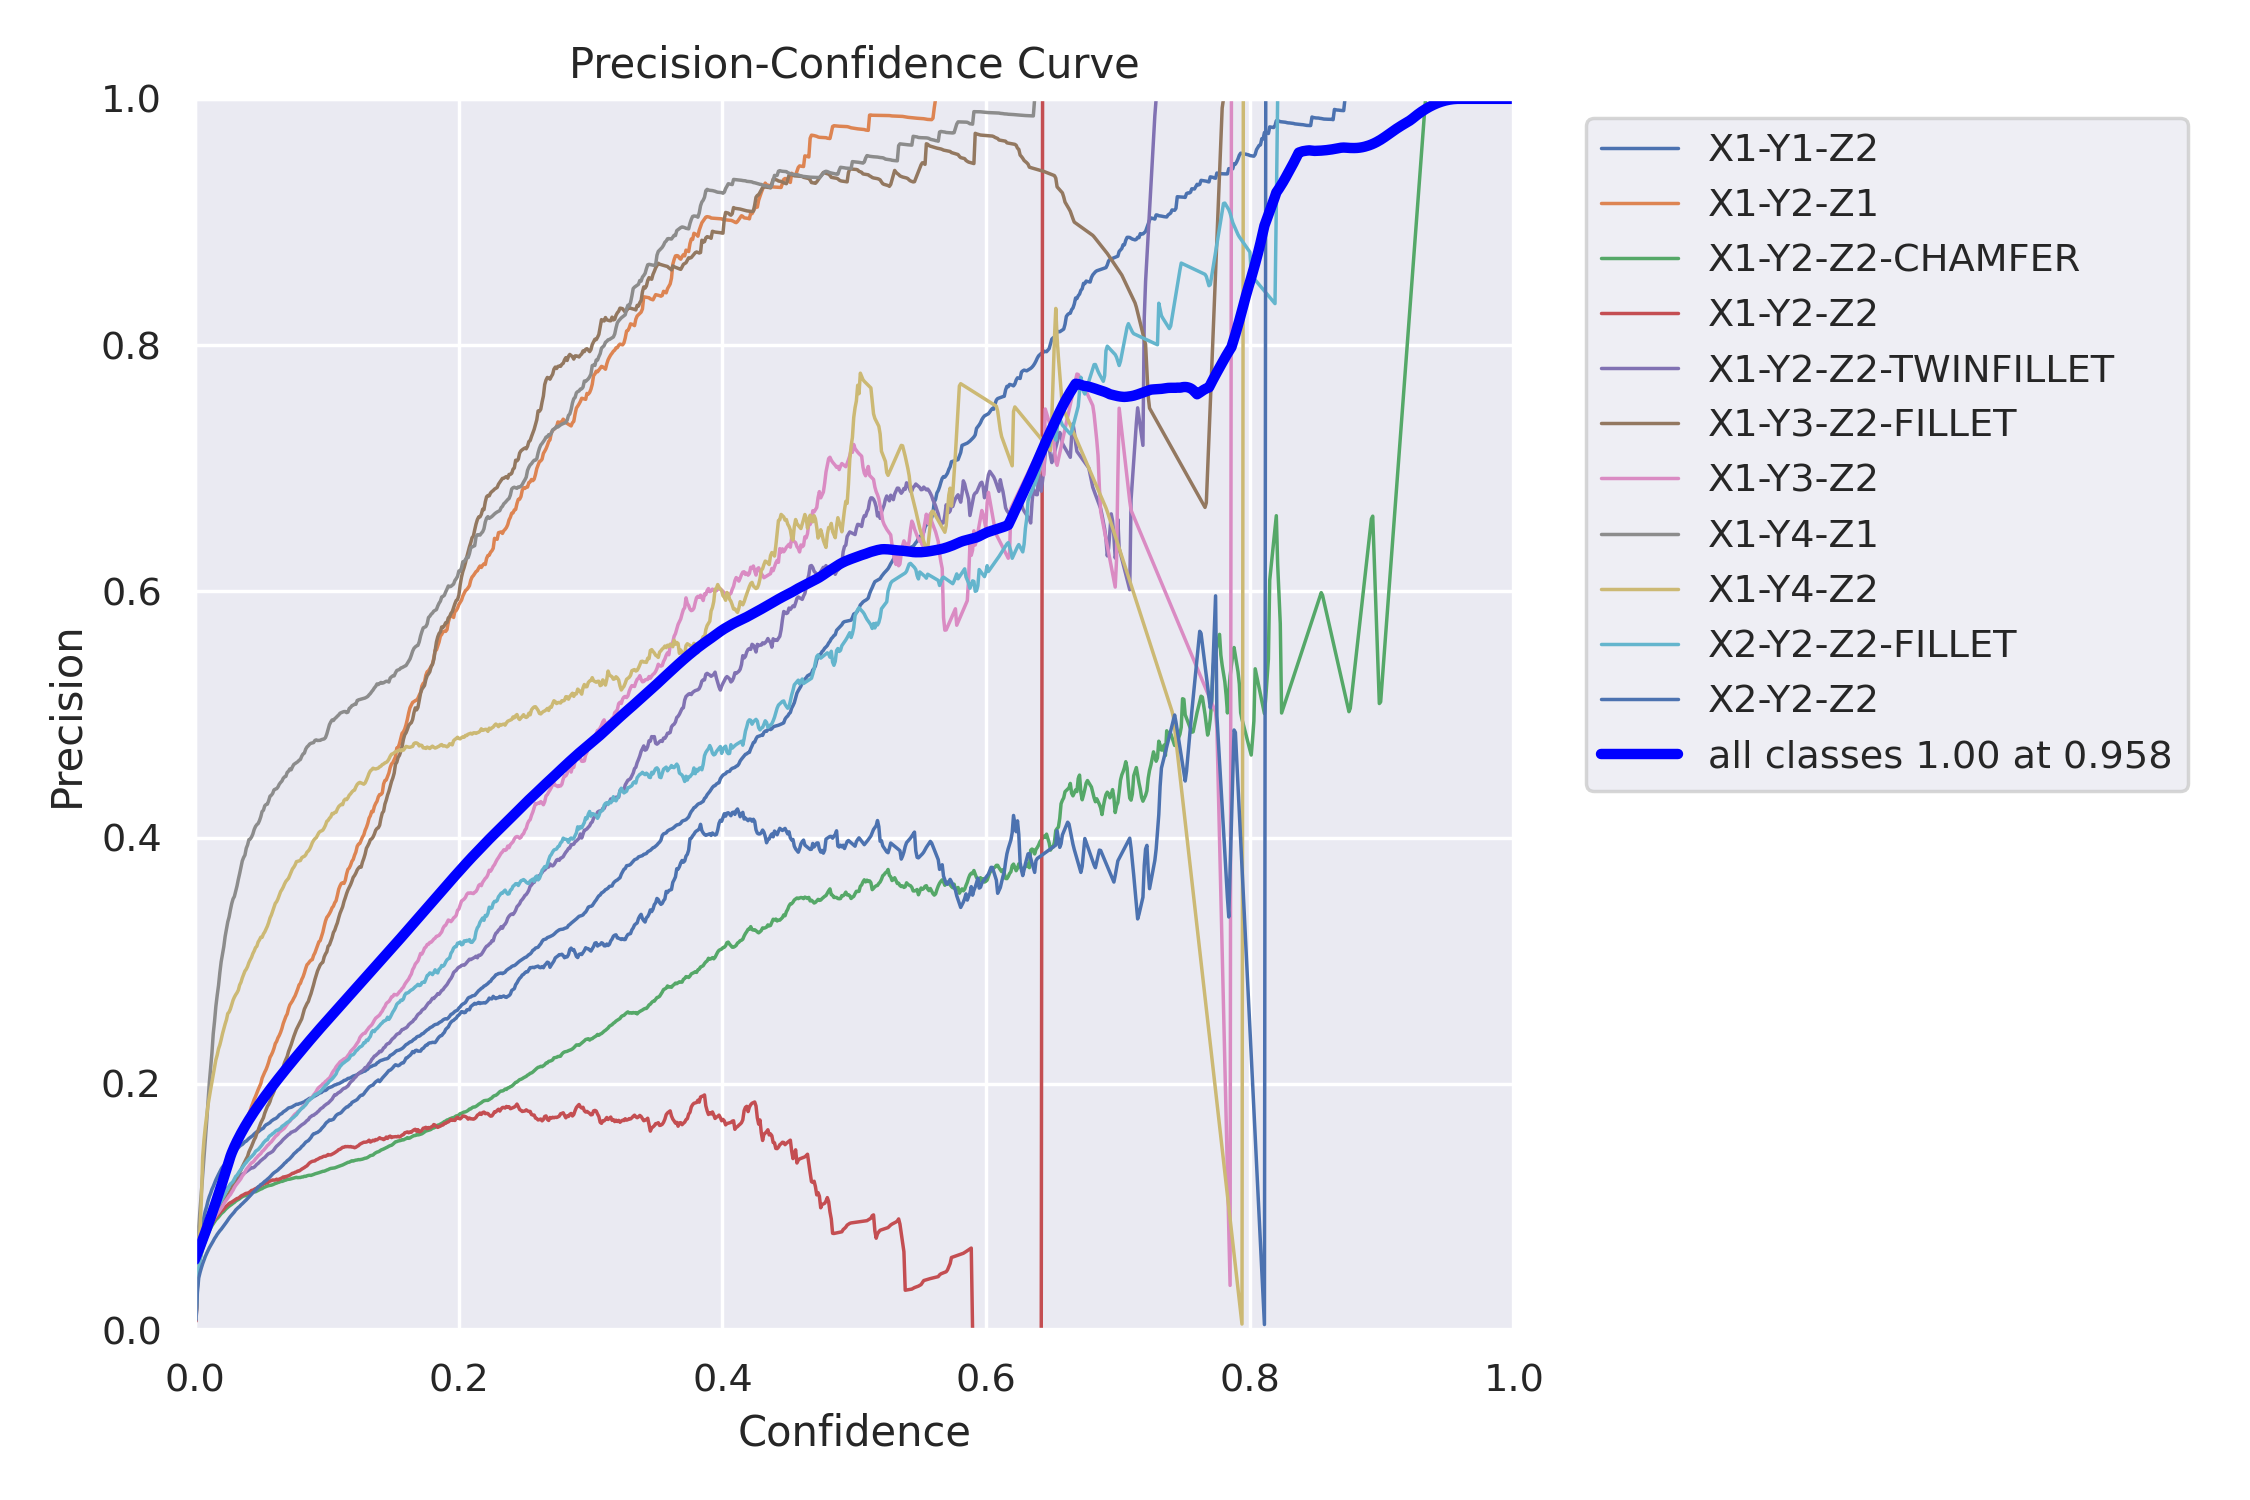 Precision-Confidence Curve
1.0
0.8
0.6
0.4
0.2
0.0
Precision
0.0 0.2 0.4 0.6 0.8 1.0
Confidence
X1-Y1-Z2
X1-Y2-Z1
X1-Y2-Z2-CHAMFER
X1-Y2-Z2
X1-Y2-Z2-TWINFILLET
X1-Y3-Z2-FILLET
X1-Y3-Z2
X1-Y4-Z1
X1-Y4-Z2
X2-Y2-Z2-FILLET
X2-Y2-Z2
all classes 1.00 at 0.958